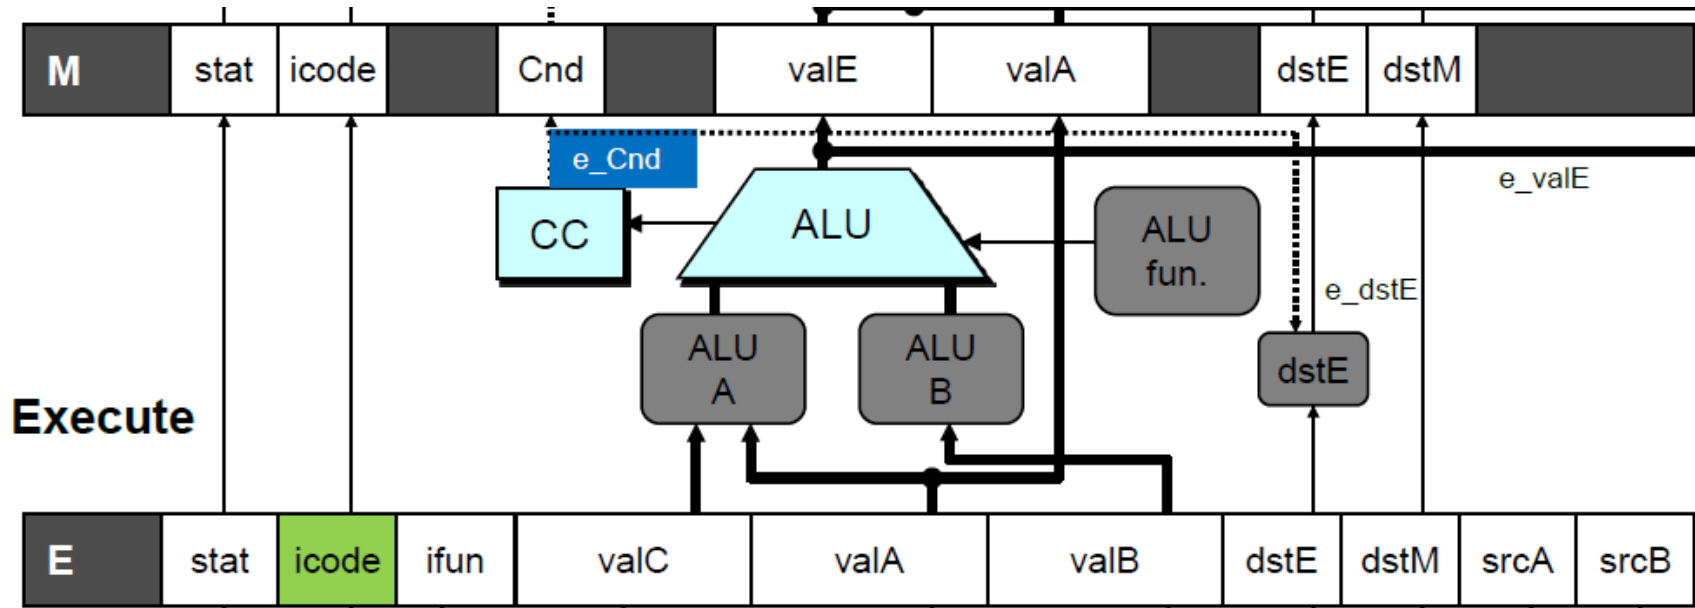 M stat icode Cnd valE valA dstE dstM
e_Cnd
e_valE
CC
ALU
ALU
fun.
e_dstE
ALU
A
ALU
B
dstE
Execute
E stat icode ifun valC valA valB dstE dstM srcA srcB